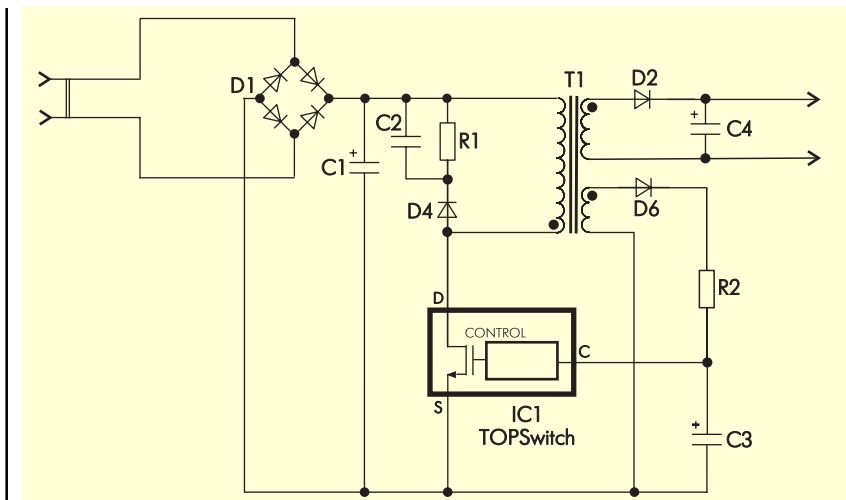 T1
D2
D1
C2
R1
C4
C1
D4
D6
R2
D
CONTROL
C
S
IC1
TOPSwitch
C3